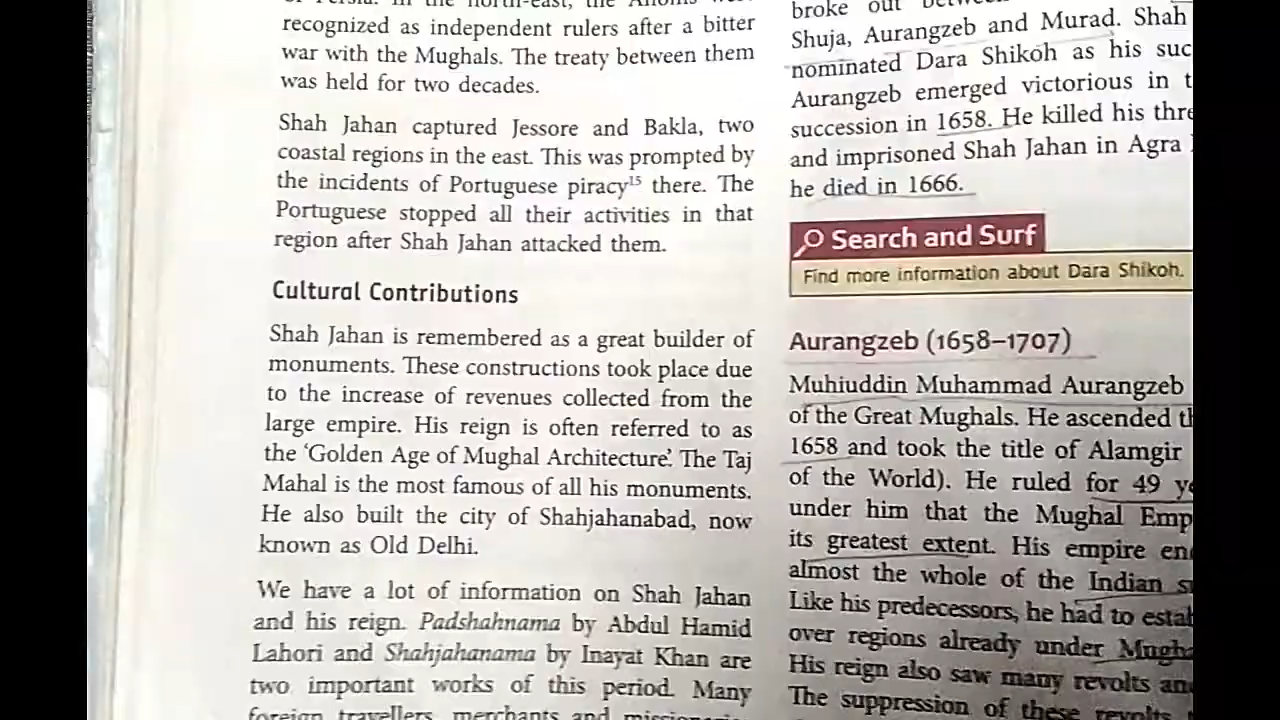 recognized as independent rulers after a bitter
war with the Mughals. The treaty between them
was held for two decades.
Shah Jahan captured Jessore and Bakla, two
coastal regions in the east. This was prompted by
the incidents of Portuguese piracy¹⁵ there. The
Portuguese stopped all their activities in that
region after Shah Jahan attacked them.
Cultural Contributions
Shah Jahan is remembered as a great builder of
monuments. These constructions took place due
to the increase of revenues collected from the
large empire. His reign is often referred to as
the 'Golden Age of Mughal Architecture'. The Taj
Mahal is the most famous of all his monuments.
He also built the city of Shahjahanabad, now
known as Old Delhi.
We have a lot of information on Shah Jahan
and his reign. Padshahnama by Abdul Hamid
Lahori and Shahjahanama by Inayat Khan are
two important works of this period. Many
foreign travellers, merchants and
broke out
Shuja, Aurangzeb and Murad. Shah
nominated Dara Shikoh as his
Aurangzeb emerged victorious in
succession in 1658. He killed his
and imprisoned Shah Jahan in Agra
he died in 1666.
Search and Surf
Find more information about Dara Shikoh.
Aurangzeb (1658–1707)
Muhiuddin Muhammad Aurangzeb
of the Great Mughals. He ascended
1658 and took the title of Alamgir
of the World). He ruled for 49
under him that the Mughal
its greatest extent. His empire
almost the whole of the Indian
Like his predecessors, he had to
over regions already under
His reign also saw many revolts
The suppression of these revolts